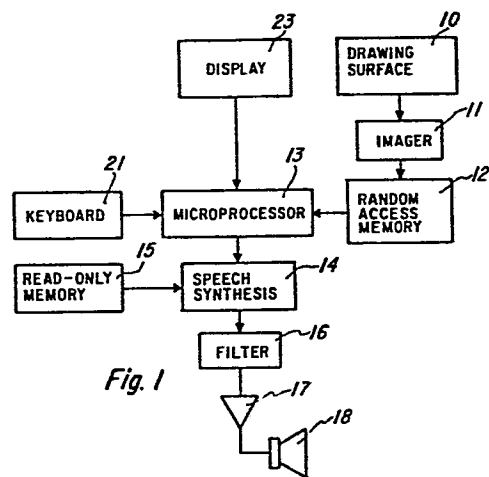 23
DISPLAY
10
DRAWING
SURFACE
11
IMAGER
12
RANDOM
ACCESS
MEMORY
13
MICROPROCESSOR
21
KEYBOARD
15
READ-ONLY
MEMORY
14
SPEECH
SYNTHESIS
16
FILTER
Fig. 1
17
18